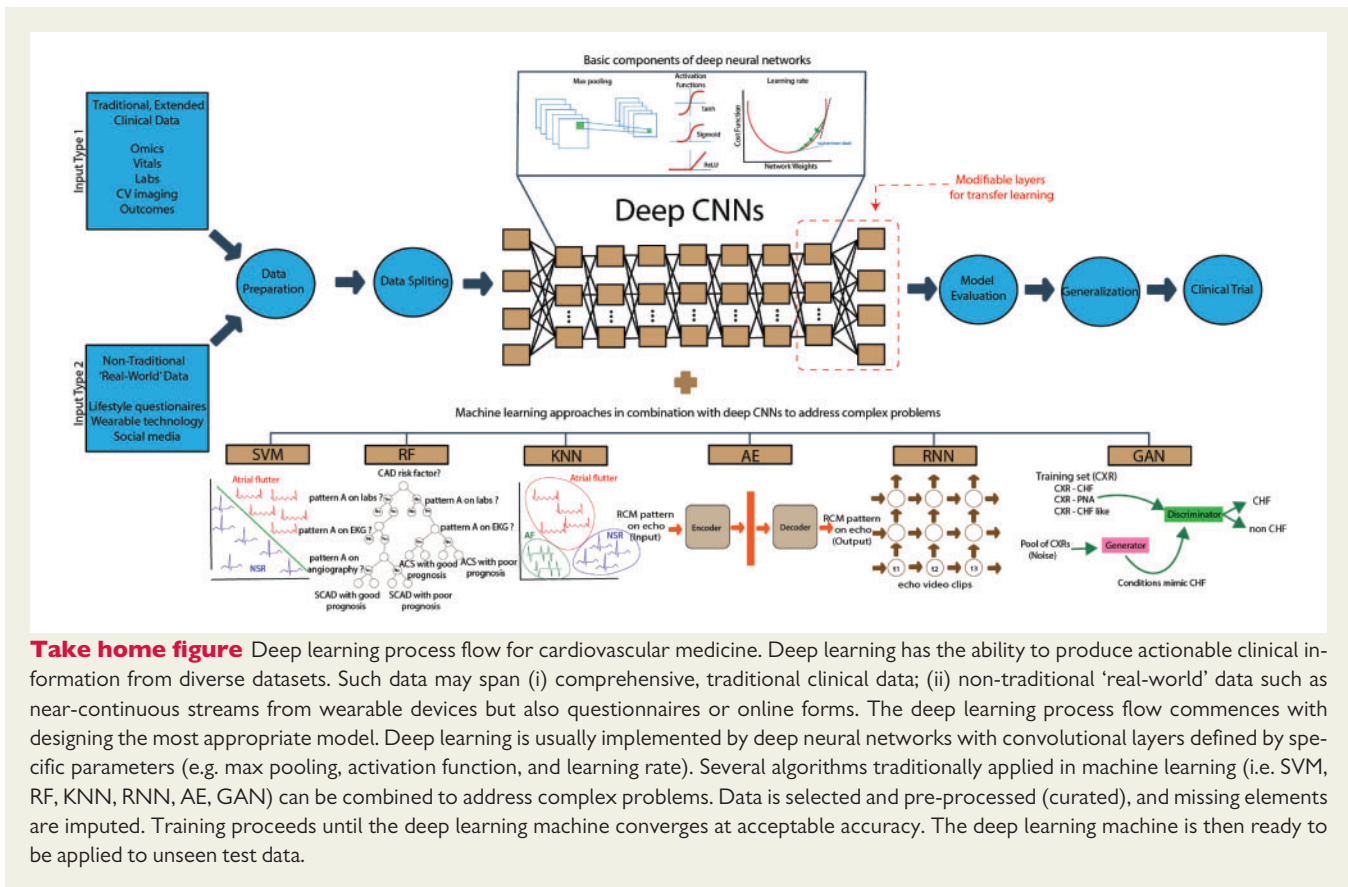 Basic components of deep neural networks
Max pooling
Activation
functions
tanh
Sigmoid
ReLU
Learning rate
Cost Function
Network Weights
Input Type 1
Traditional, Extended
Clinical Data
Omics
Vitals
Labs
CV imaging
Outcomes
Input Type 2
Non-Traditional
'Real-World' Data
Lifestyle questionaires
Wearable technology
Social media
Data
Preparation
Data Spliting
Deep CNNs
Modifiable layers
for transfer learning
Model
Evaluation
Generalization
Clinical Trial
Machine learning approaches in combination with deep CNNs to address complex problems
SVM
Atrial flutter
NSR
RF
CAD risk factor?
pattern A on labs ?
pattern A on labs ?
pattern A on EKG ?
pattern A on EKG ?
pattern A on
angiography ?
ACS with good
prognosis
ACS with poor
prognosis
SCAD with good
prognosis
SCAD with poor
prognosis
KNN
Atrial flutter
AF
NSR
AE
RCM pattern
on echo
(Input)
Encoder
Decoder
RCM pattern
on echo
(Output)
RNN
t1
t2
t3
echo video clips
GAN
Training set (CXR)
CXR - CHF
CXR - PNA
CXR - CHF like
Discriminator
CHF
non CHF
Pool of CXRs
(Noise)
Generator
Conditions mimic CHF
Take home figure Deep learning process flow for cardiovascular medicine. Deep learning has the ability to produce actionable clinical in-
formation from diverse datasets. Such data may span (i) comprehensive, traditional clinical data; (ii) non-traditional 'real-world' data such as
near-continuous streams from wearable devices but also questionnaires or online forms. The deep learning process flow commences with
designing the most appropriate model. Deep learning is usually implemented by deep neural networks with convolutional layers defined by spe-
cific parameters (e.g. max pooling, activation function, and learning rate). Several algorithms traditionally applied in machine learning (i.e. SVM,
RF, KNN, RNN, AE, GAN) can be combined to address complex problems. Data is selected and pre-processed (curated), and missing elements
are imputed. Training proceeds until the deep learning machine converges at acceptable accuracy. The deep learning machine is then ready to
be applied to unseen test data.